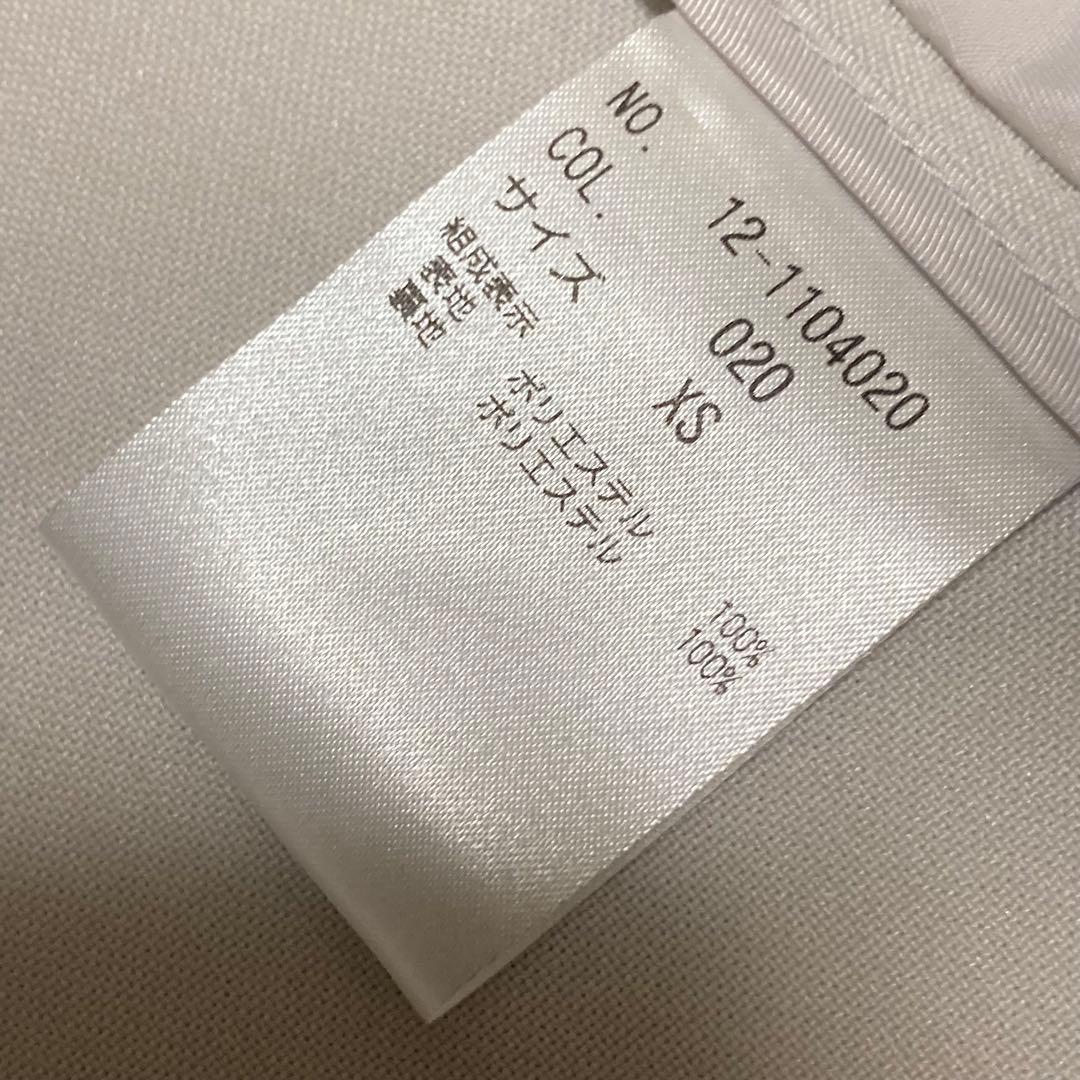 NO. 12-1104020
COL. 020
サイズ XS
組成表示
表地 ポリエステル 100%
裏地 ポリエステル 100%